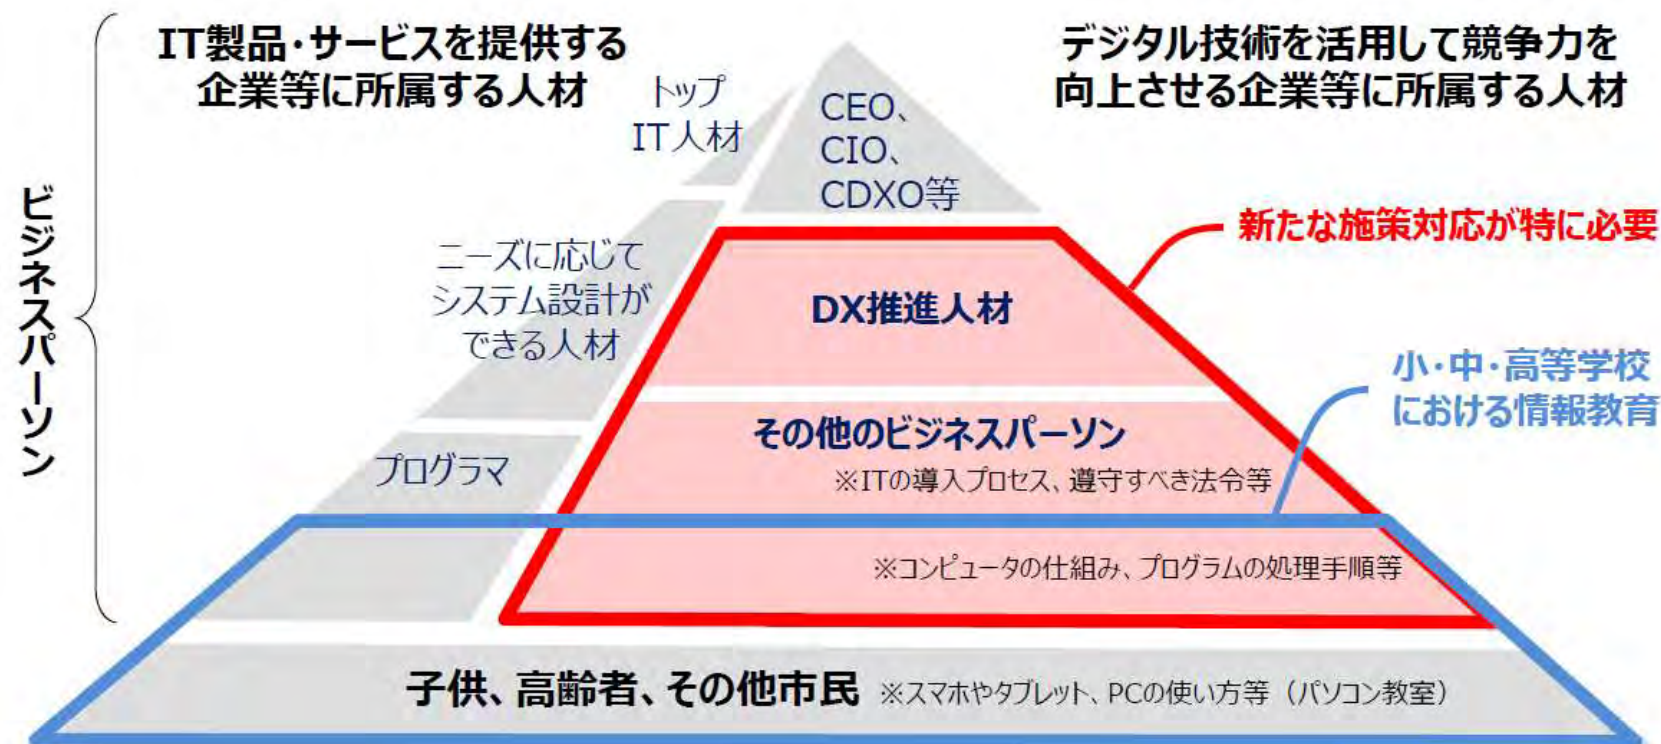 IT製品・サービスを提供する
企業等に所属する人材
デジタル技術を活用して競争力を
向上させる企業等に所属する人材
トップ
IT人材
CEO、
CIO、
CDXO等
ビジネスパーソン
新たな施策対応が特に必要
ニーズに応じて
システム設計が
できる人材
DX推進人材
小・中・高等学校
における情報教育
その他のビジネスパーソン
※ITの導入プロセス、遵守すべき法令等
プログラマ
※コンピュータの仕組み、プログラムの処理手順等
子供、高齢者、その他市民 ※スマホやタブレット、PCの使い方等（パソコン教室）